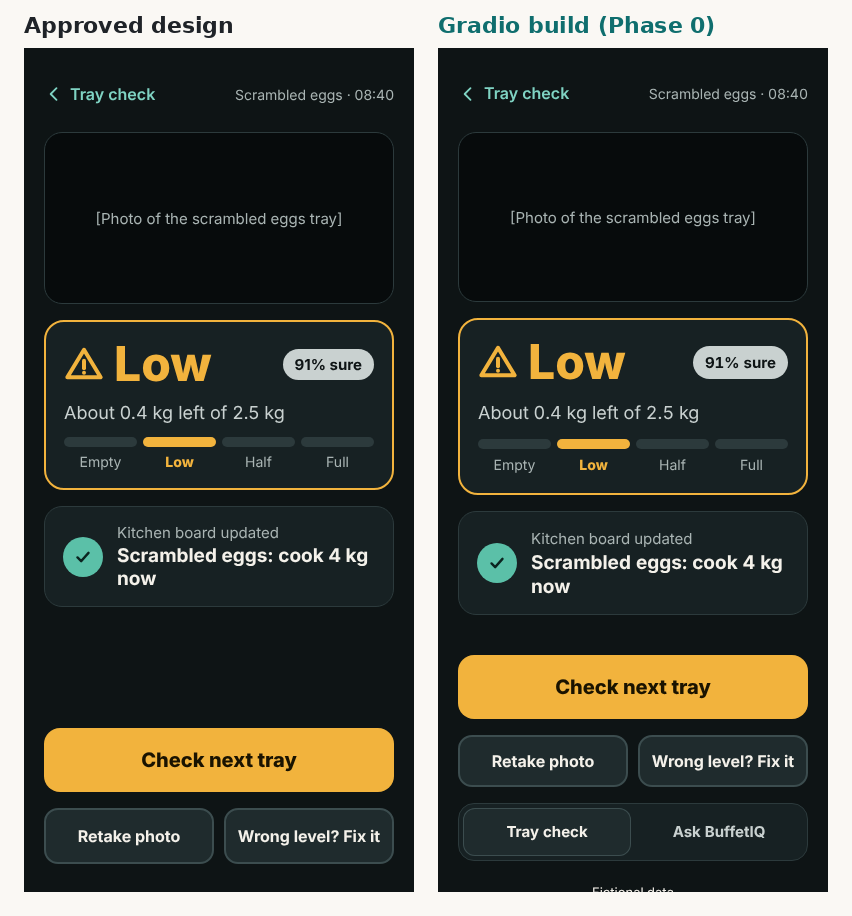 Approved design
Tray check
Scrambled eggs · 08:40
[Photo of the scrambled eggs tray]
Low
91% sure
About 0.4 kg left of 2.5 kg
Empty
Low
Half
Full
Kitchen board updated
Scrambled eggs: cook 4 kg
now
Check next tray
Retake photo
Wrong level? Fix it
Gradio build (Phase 0)
Tray check
Scrambled eggs · 08:40
[Photo of the scrambled eggs tray]
Low
91% sure
About 0.4 kg left of 2.5 kg
Empty
Low
Half
Full
Kitchen board updated
Scrambled eggs: cook 4 kg
now
Check next tray
Retake photo
Wrong level? Fix it
Tray check
Ask BuffetIQ
Fictional data